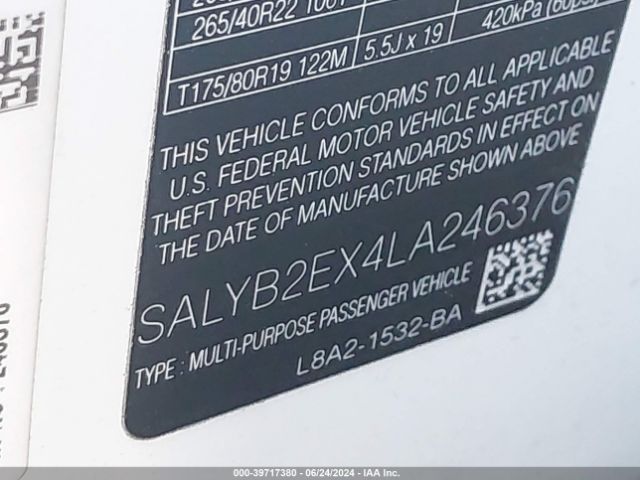 265/40R22
T175/80R19 122M 5.5J x 19 420kPa (60psi)
THIS VEHICLE CONFORMS TO ALL APPLICABLE
U.S. FEDERAL MOTOR VEHICLE SAFETY AND
THEFT PREVENTION STANDARDS IN EFFECT ON
THE DATE OF MANUFACTURE SHOWN ABOVE
SALYB2EX4LA246376
TYPE : MULTI-PURPOSE PASSENGER VEHICLE
L8A2-1532-BA
000-39717380 / 06/24/2024 - IAA Inc.